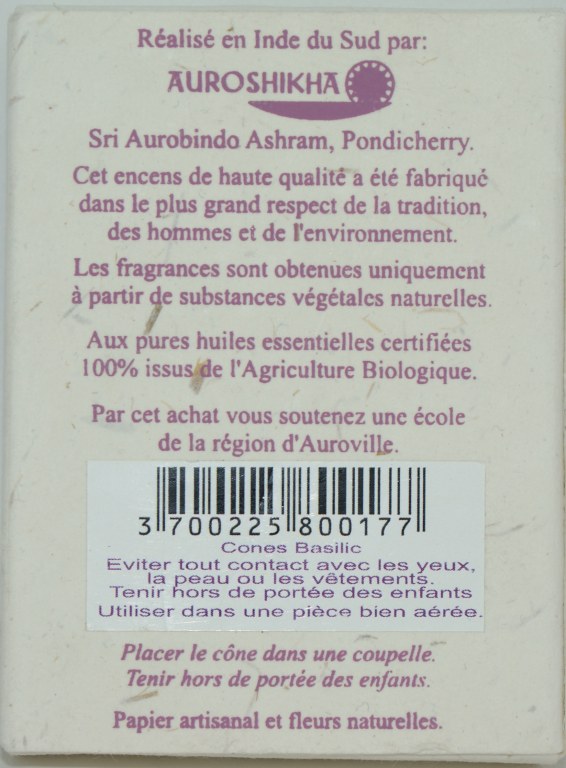 Réalisé en Inde du Sud par:
AUROSHIKHA
Sri Aurobindo Ashram, Pondicherry.
Cet encens de haute qualité a été fabriqué
dans le plus grand respect de la tradition,
des hommes et de l'environnement.
Les fragrances sont obtenues uniquement
à partir de substances végétales naturelles.
Aux pures huiles essentielles certifiées
100% issus de l'Agriculture Biologique.
Par cet achat vous soutenez une école
de la région d'Auroville.
3 700225 800177
Cones Basilic
Eviter tout contact avec les yeux,
la peau ou les vêtements.
Tenir hors de portée des enfants
Utiliser dans une pièce bien aérée.
Placer le cône dans une coupelle.
Tenir hors de portée des enfants.
Papier artisanal et fleurs naturelles.